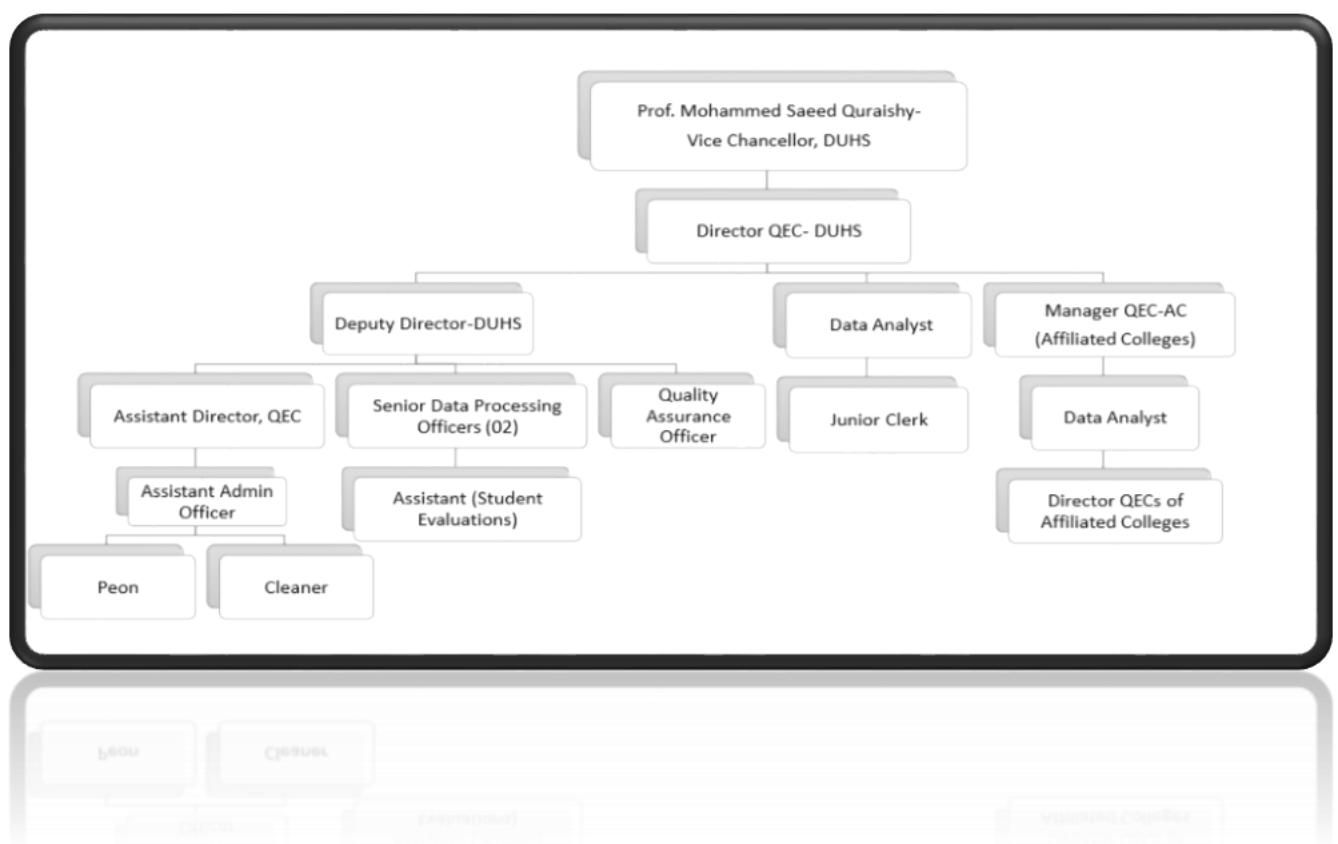 Prof. Mohammed Saeed Quraishy-
Vice Chancellor, DUHS
Director QEC- DUHS
Deputy Director-DUHS
Data Analyst
Manager QEC-AC
(Affiliated Colleges)
Assistant Director, QEC
Senior Data Processing
Officers (02)
Quality
Assurance
Officer
Junior Clerk
Data Analyst
Assistant Admin
Officer
Assistant (Student
Evaluations)
Director QECs of
Affiliated Colleges
Peon
Cleaner